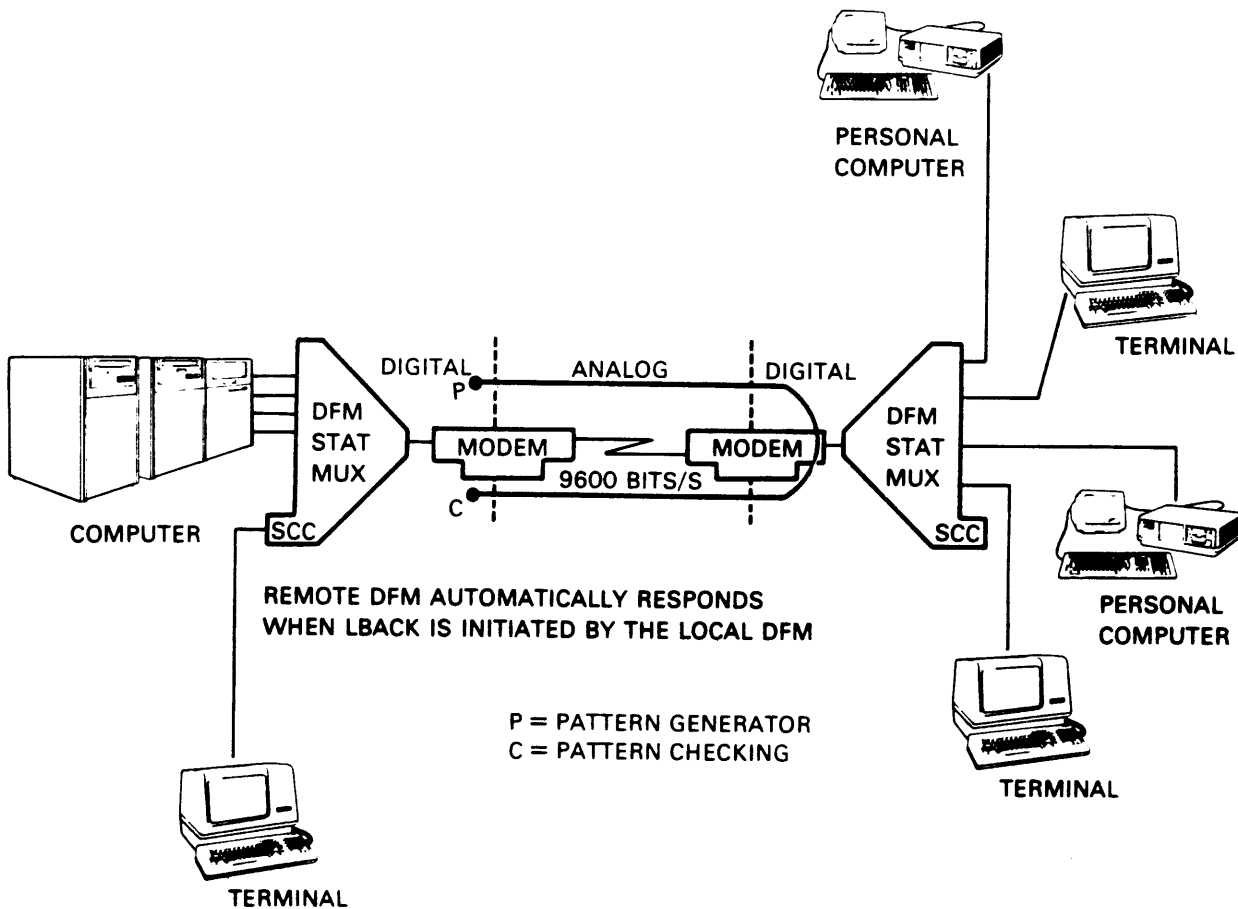 PERSONAL
COMPUTER
TERMINAL
DIGITAL
P
ANALOG
DIGITAL
DFM
STAT
MUX
MODEM
MODEM
DFM
STAT
MUX
9600 BITS/S
C
COMPUTER
SCC
SCC
REMOTE DFM AUTOMATICALLY RESPONDS
WHEN LBACK IS INITIATED BY THE LOCAL DFM
PERSONAL
COMPUTER
P = PATTERN GENERATOR
C = PATTERN CHECKING
TERMINAL
TERMINAL